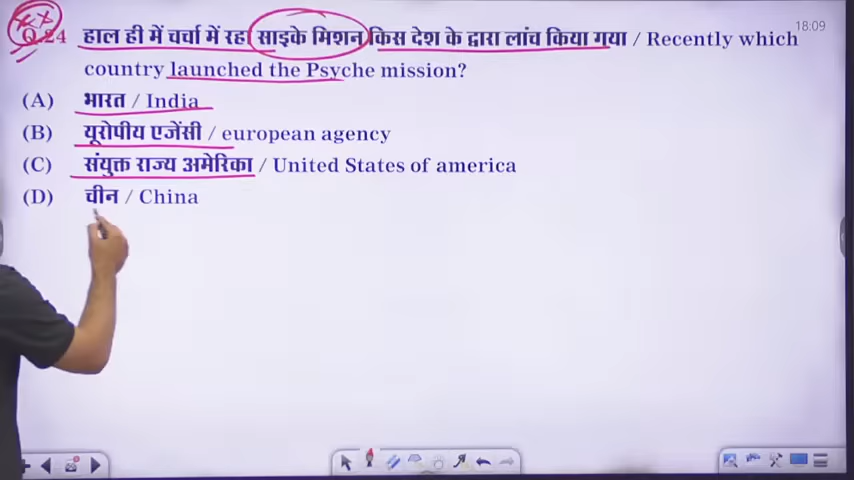 18:09
Q.24 हाल ही में चर्चा में रहा साइके मिशन किस देश के द्वारा लांच किया गया / Recently which
country launched the Psyche mission?
(A) भारत / India
(B) यूरोपीय एजेंसी / european agency
(C) संयुक्त राज्य अमेरिका / United States of america
(D) चीन / China